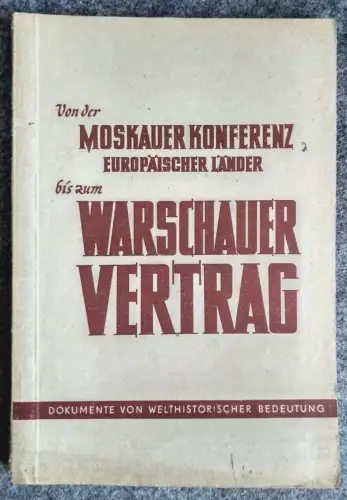 Von der
MOSKAUER KONFERENZ
EUROPÄISCHER LÄNDER
bis zum
WARSCHAUER
VERTRAG
DOKUMENTE VON WELTHISTORISCHER BEDEUTUNG